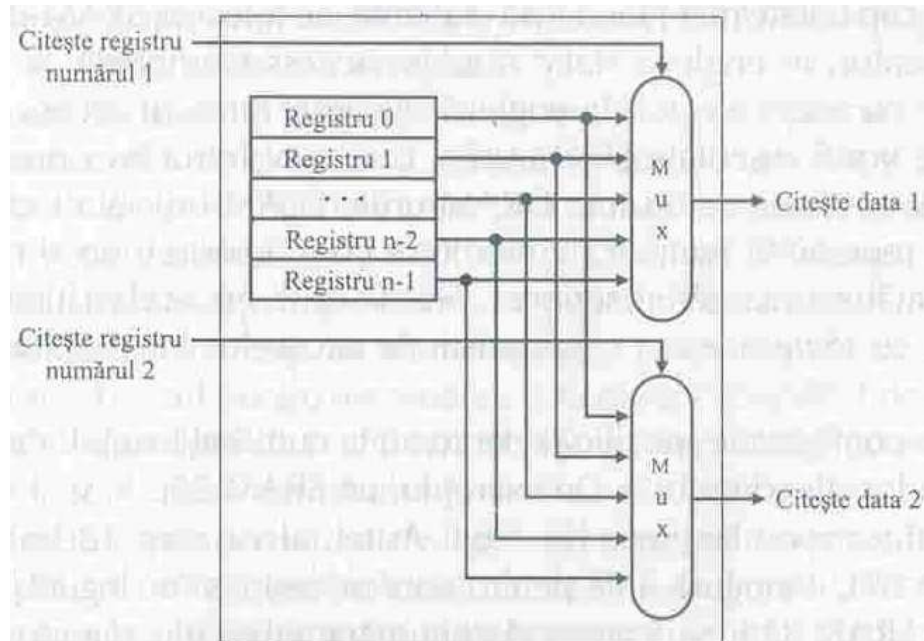 Citește registru
numărul 1
Registru 0
Registru 1
. . .
Registru n-2
Registru n-1
M
u
x
Citește data 1
Citește registru
numărul 2
M
u
x
Citește data 2